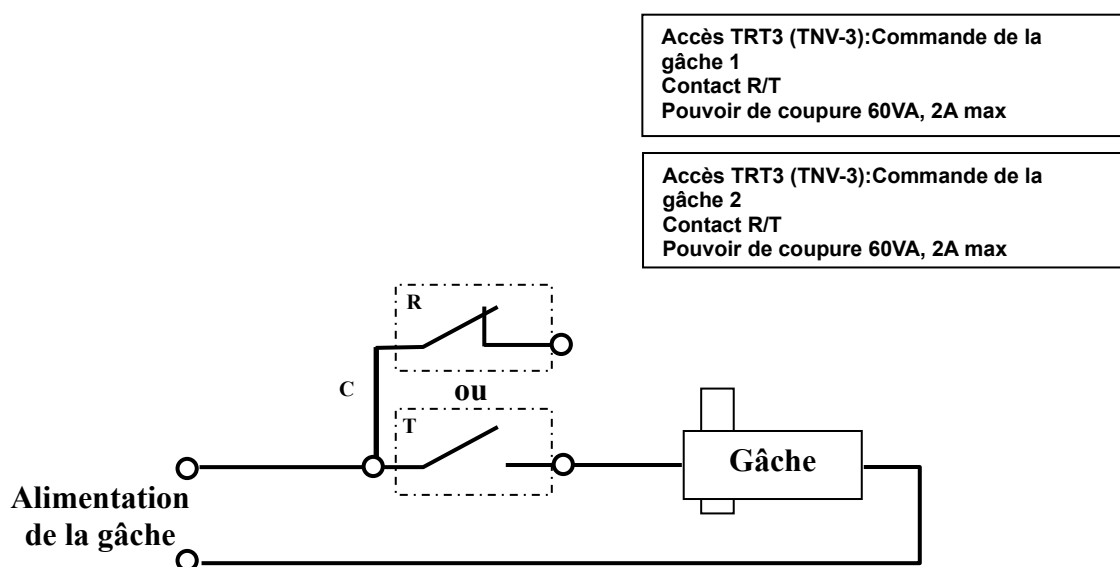 Accès TRT3 (TNV-3):Commande de la
gâche 1
Contact R/T
Pouvoir de coupure 60VA, 2A max
Accès TRT3 (TNV-3):Commande de la
gâche 2
Contact R/T
Pouvoir de coupure 60VA, 2A max
R
C
ou
T
Gâche
Alimentation
de la gâche